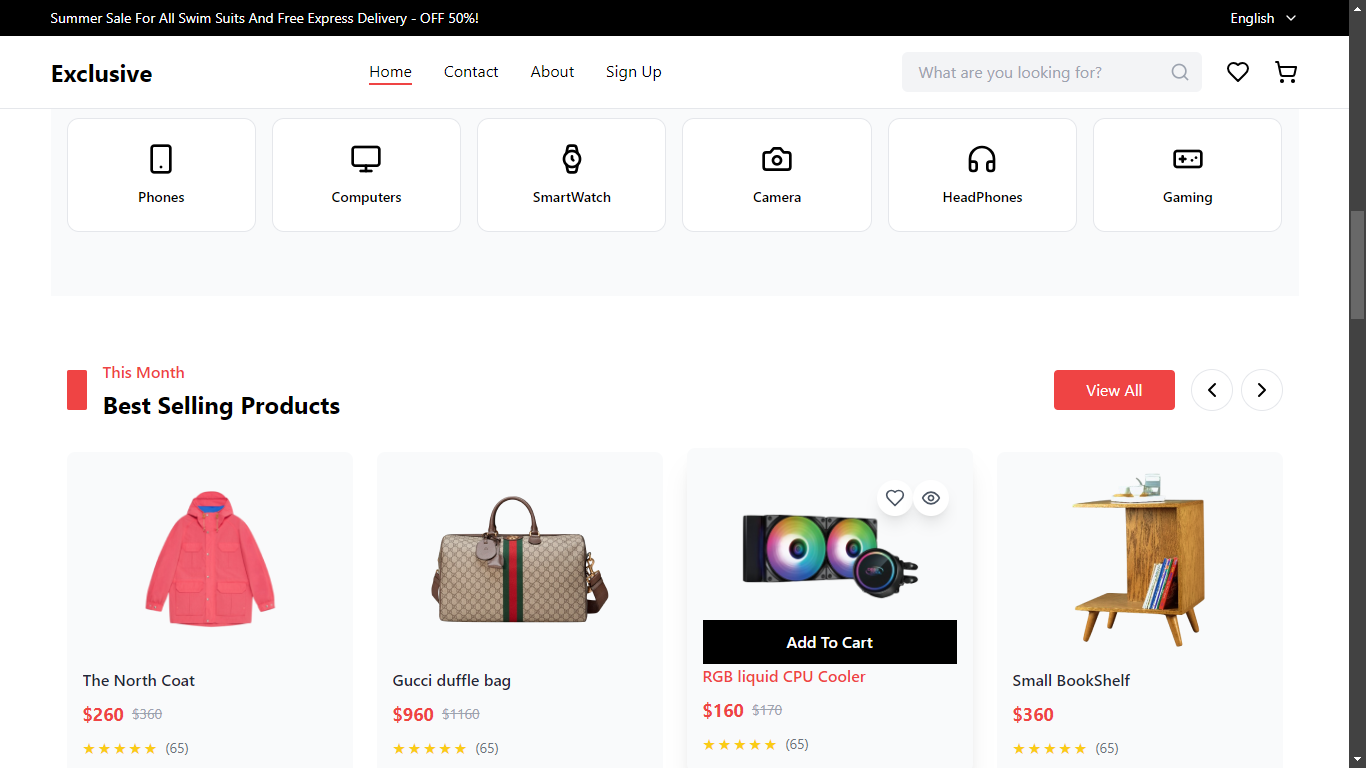 Summer Sale For All Swim Suits And Free Express Delivery - OFF 50%!
English
Exclusive
Home
Contact
About
Sign Up
What are you looking for?
Phones
Computers
SmartWatch
Camera
HeadPhones
Gaming
This Month
Best Selling Products
View All
Add To Cart
The North Coat
$260 $360
(65)
Gucci duffle bag
$960 $1160
(65)
RGB liquid CPU Cooler
$160 $170
(65)
Small BookShelf
$360
(65)